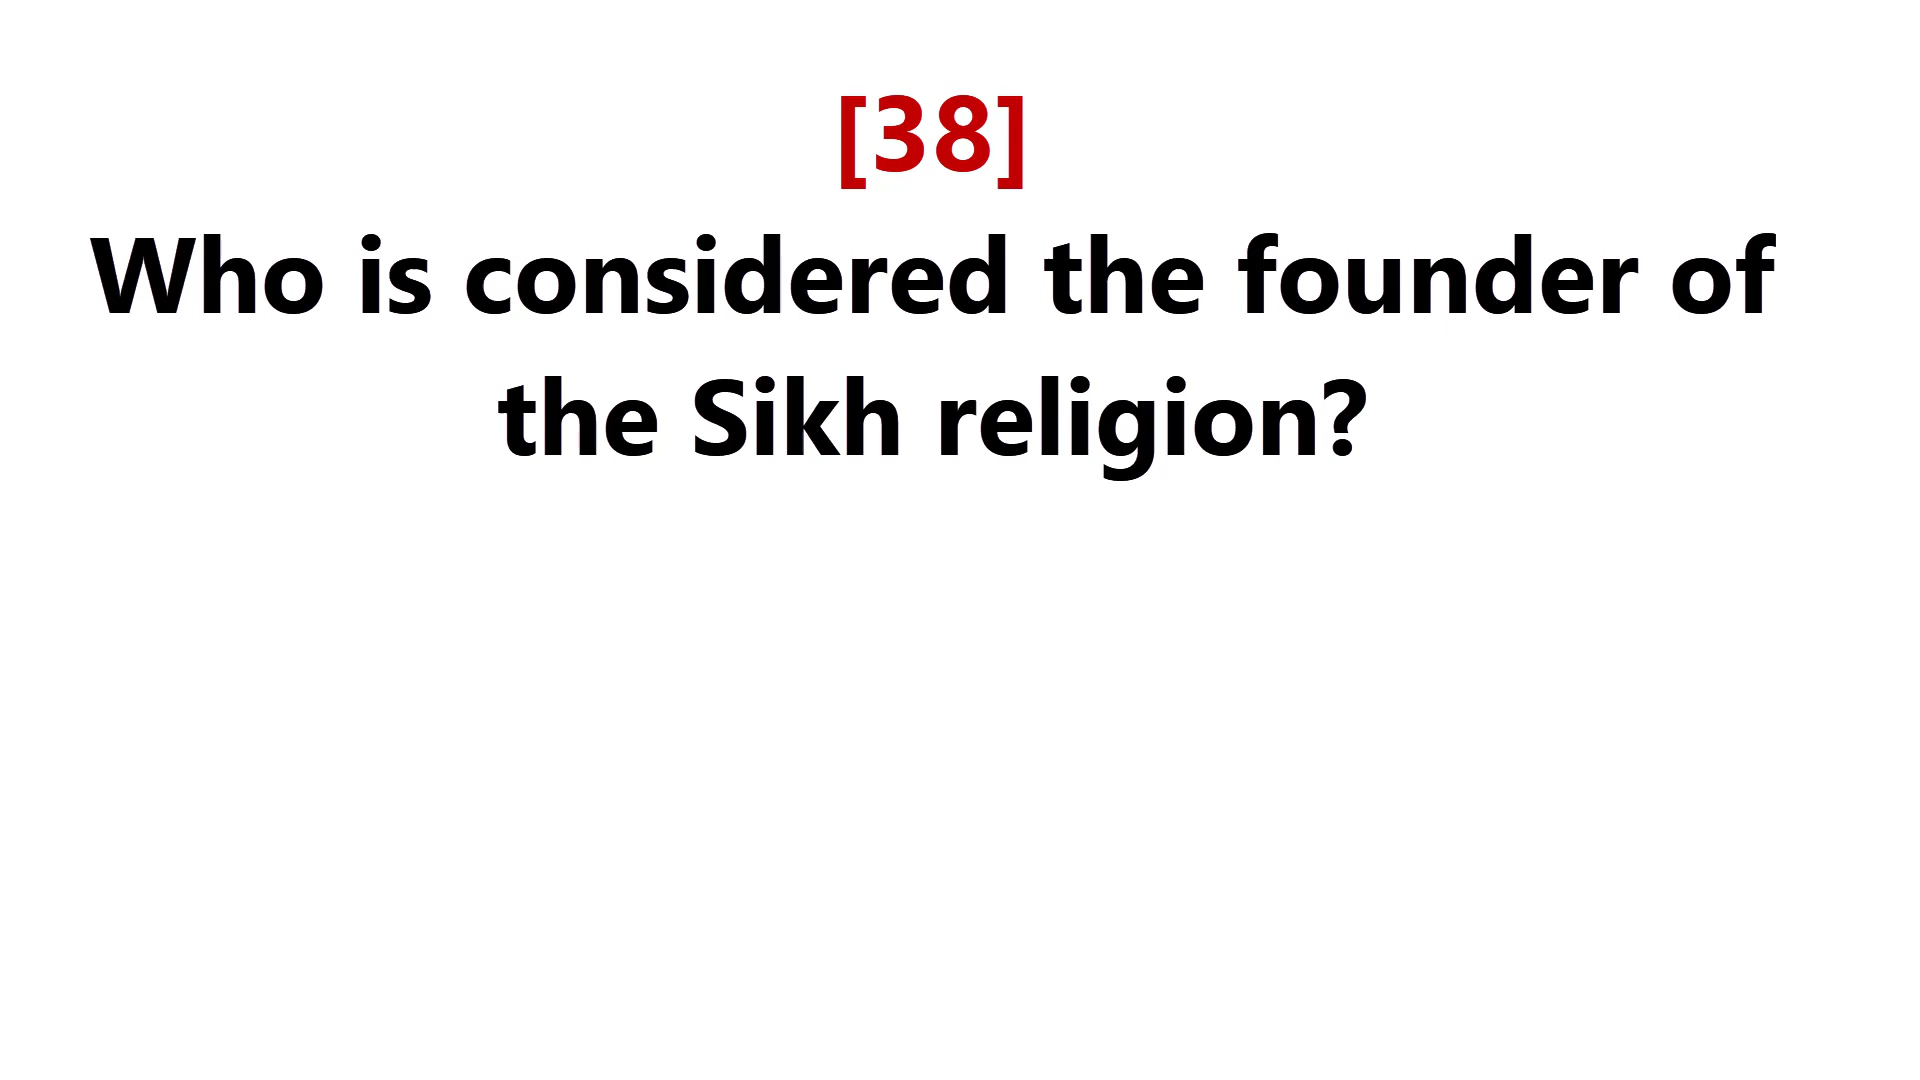 [38]
Who is considered the founder of
the Sikh religion?